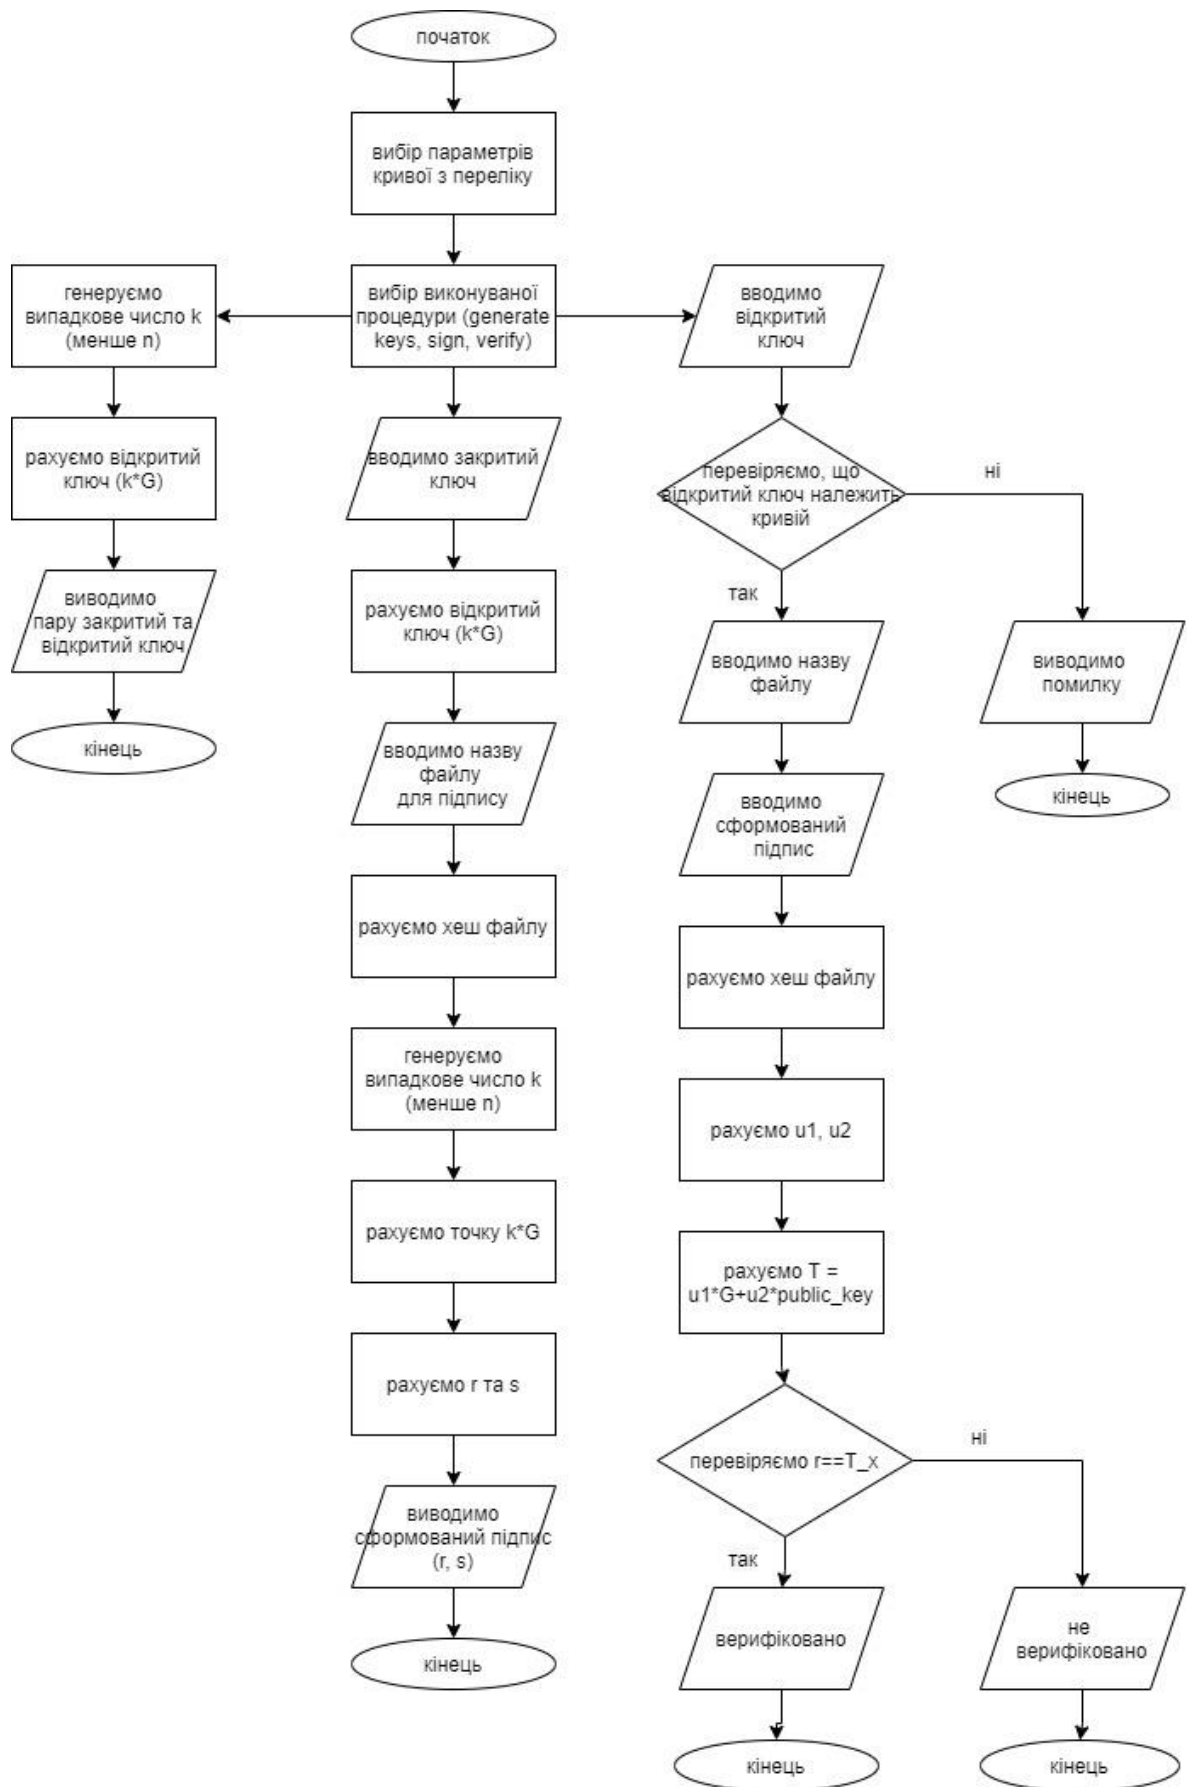 початок
вибір параметрів
кривої з переліку
вибір виконуваної
процедури (generate
keys, sign, verify)
генеруємо
випадкове число k
(менше n)
рахуємо відкритий
ключ (k*G)
виводимо
пару закритий та
відкритий ключ
кінець
вводимо закритий
ключ
рахуємо відкритий
ключ (k*G)
вводимо назву
файлу
для підпису
рахуємо хеш файлу
генеруємо
випадкове число k
(менше n)
рахуємо точку k*G
рахуємо r та s
виводимо
сформований підпис
(r, s)
кінець
вводимо
відкритий
ключ
перевіряємо, що
відкритий ключ належить
кривій
ні
так
виводимо
помилку
кінець
вводимо назву
файлу
вводимо
сформований
підпис
рахуємо хеш файлу
рахуємо u1, u2
рахуємо T =
u1*G+u2*public_key
перевіряємо r==T_x
ні
так
верифіковано
кінець
не
верифіковано
кінець